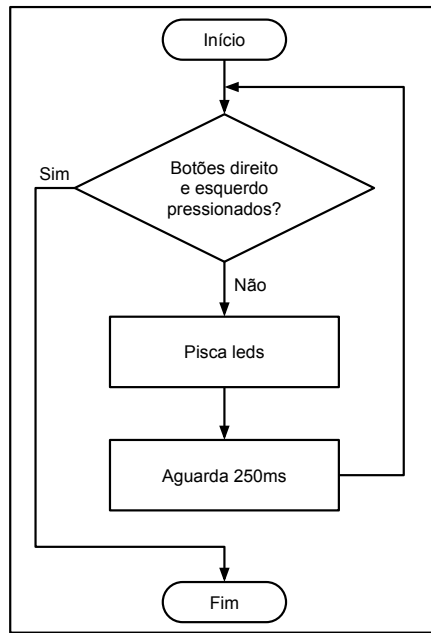 Início
Botões direito
e esquerdo
pressionados?
Sim
Não
Pisca leds
Aguarda 250ms
Fim